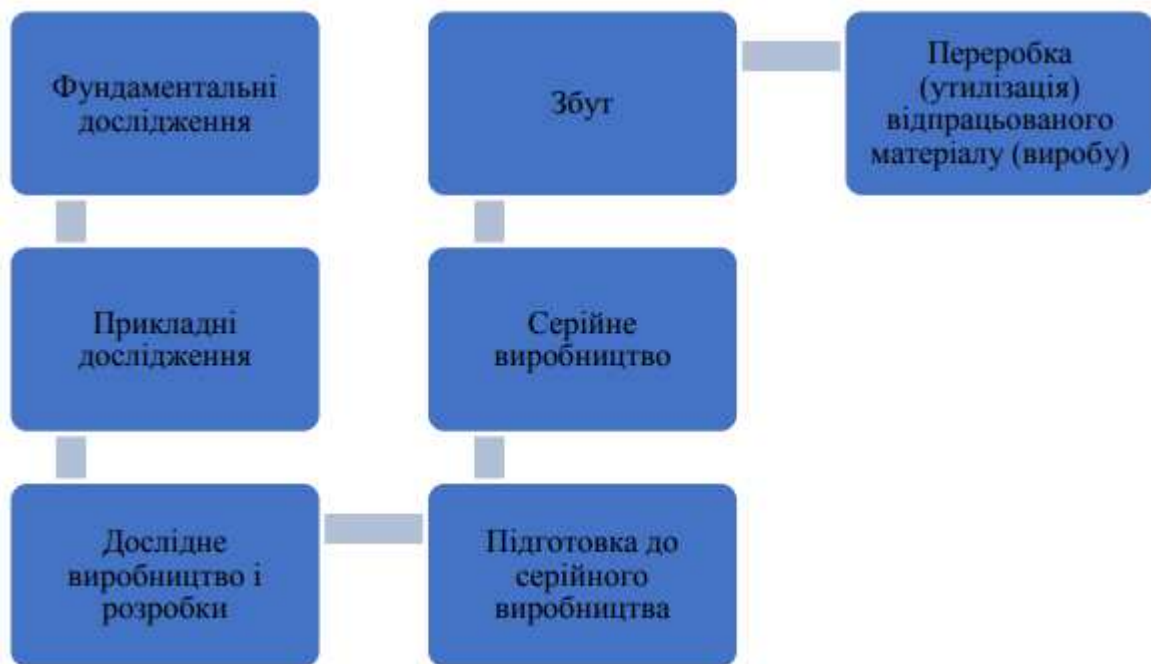 Фундаментальні
дослідження
Прикладні
дослідження
Дослідне
виробництво і
розробки
Підготовка до
серійного
виробництва
Серійне
виробництво
Збут
Переробка
(утилізація)
відпрацьованого
матеріалу (виробу)